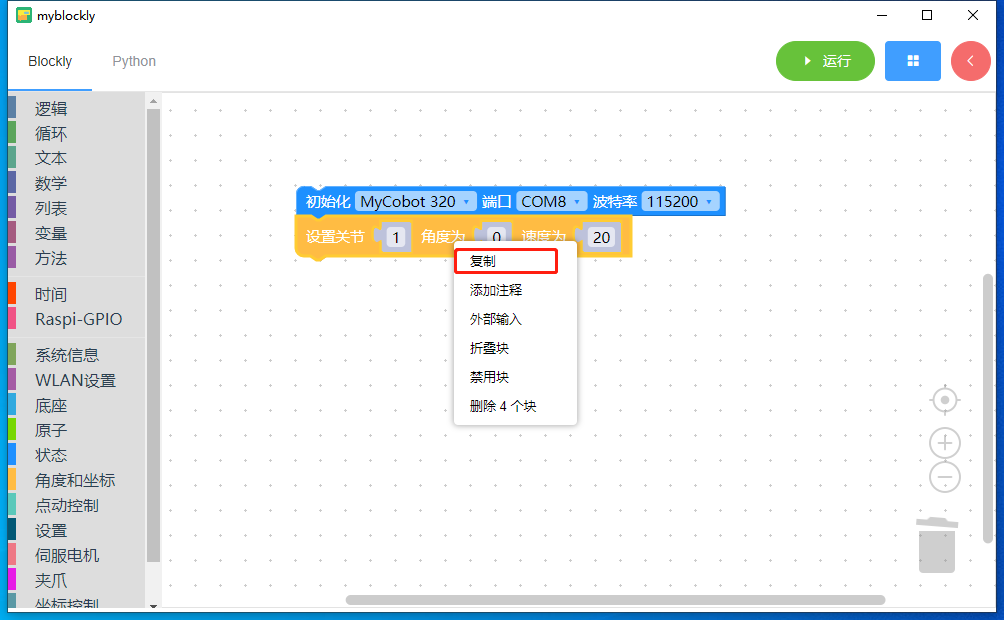 myblockly
Blockly Python
运行
逻辑
循环
文本
数学
列表
变量
方法
时间
Raspi-GPIO
系统信息
WLAN设置
底座
原子
状态
角度和坐标
点动控制
设置
伺服电机
夹爪
坐标控制
初始化 MyCobot 320 端口 COM8 波特率 115200
设置关节 1 角度为 0 速度为 20
复制
添加注释
外部输入
折叠块
禁用块
删除 4 个块